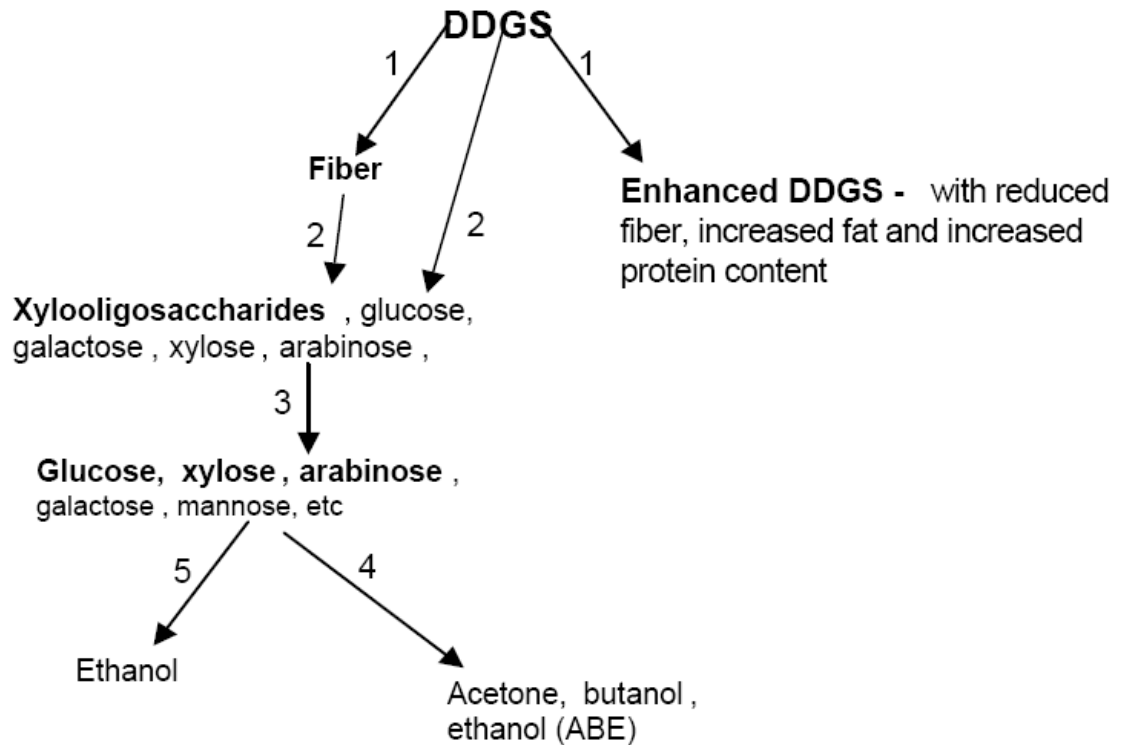 DDGS
1
1
2
Fiber
2
Enhanced DDGS - with reduced
fiber, increased fat and increased
protein content
Xylooligosaccharides , glucose,
galactose , xylose , arabinose ,
3
Glucose, xylose , arabinose ,
galactose , mannose, etc
5
4
Ethanol
Acetone, butanol ,
ethanol (ABE)